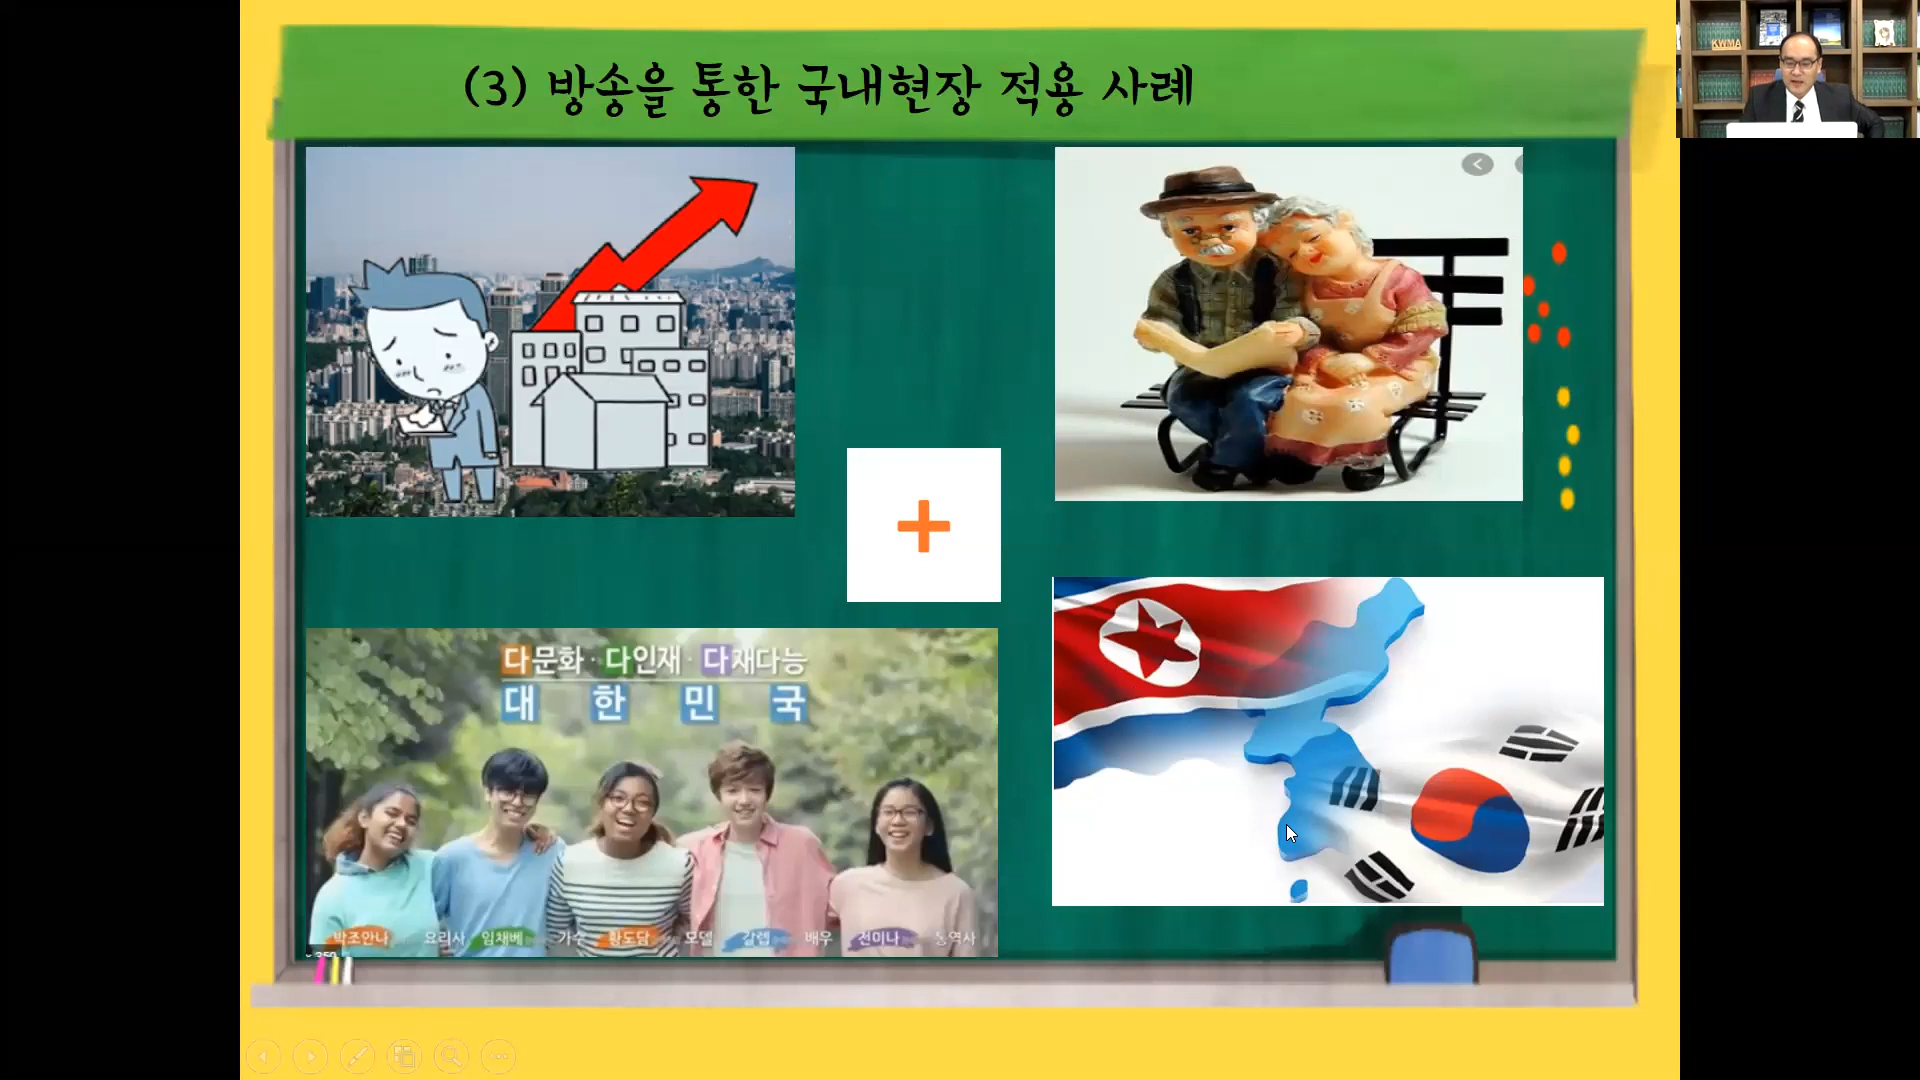 (3) 방송을 통한 국내현장 적용 사례
KWMA
다문화·다인재·다재다능
대한민국
박조안나 요리사 임채베 가수 황도담 모델 갈렙 배우 전미나 통역사